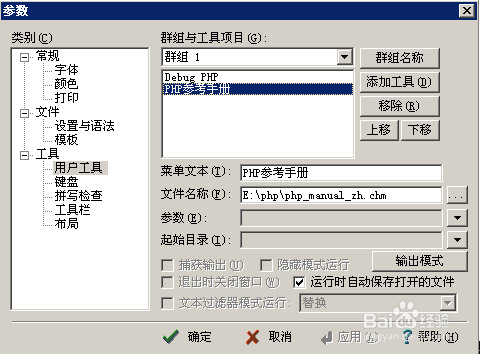 参数
类别(C)
常规
字体
颜色
打印
文件
设置与语法
模板
工具
用户工具
键盘
拼写检查
工具栏
布局
群组与工具项目(G):
群组 1
群组名称
Debug PHP
PHP参考手册
添加工具(D)
移除(R)
上移 下移
菜单文本(T): PHP参考手册
文件名称(F): E:\php\php_manual_zh.chm ...
参数(E):
起始目录(I):
输出模式
捕获输出(U) 隐藏模式运行
退出时关闭窗口(W) 运行时自动保存打开的文件
文本过滤器模式运行: 替换
确定 取消 应用(A) 帮助(H)
Baidu经验